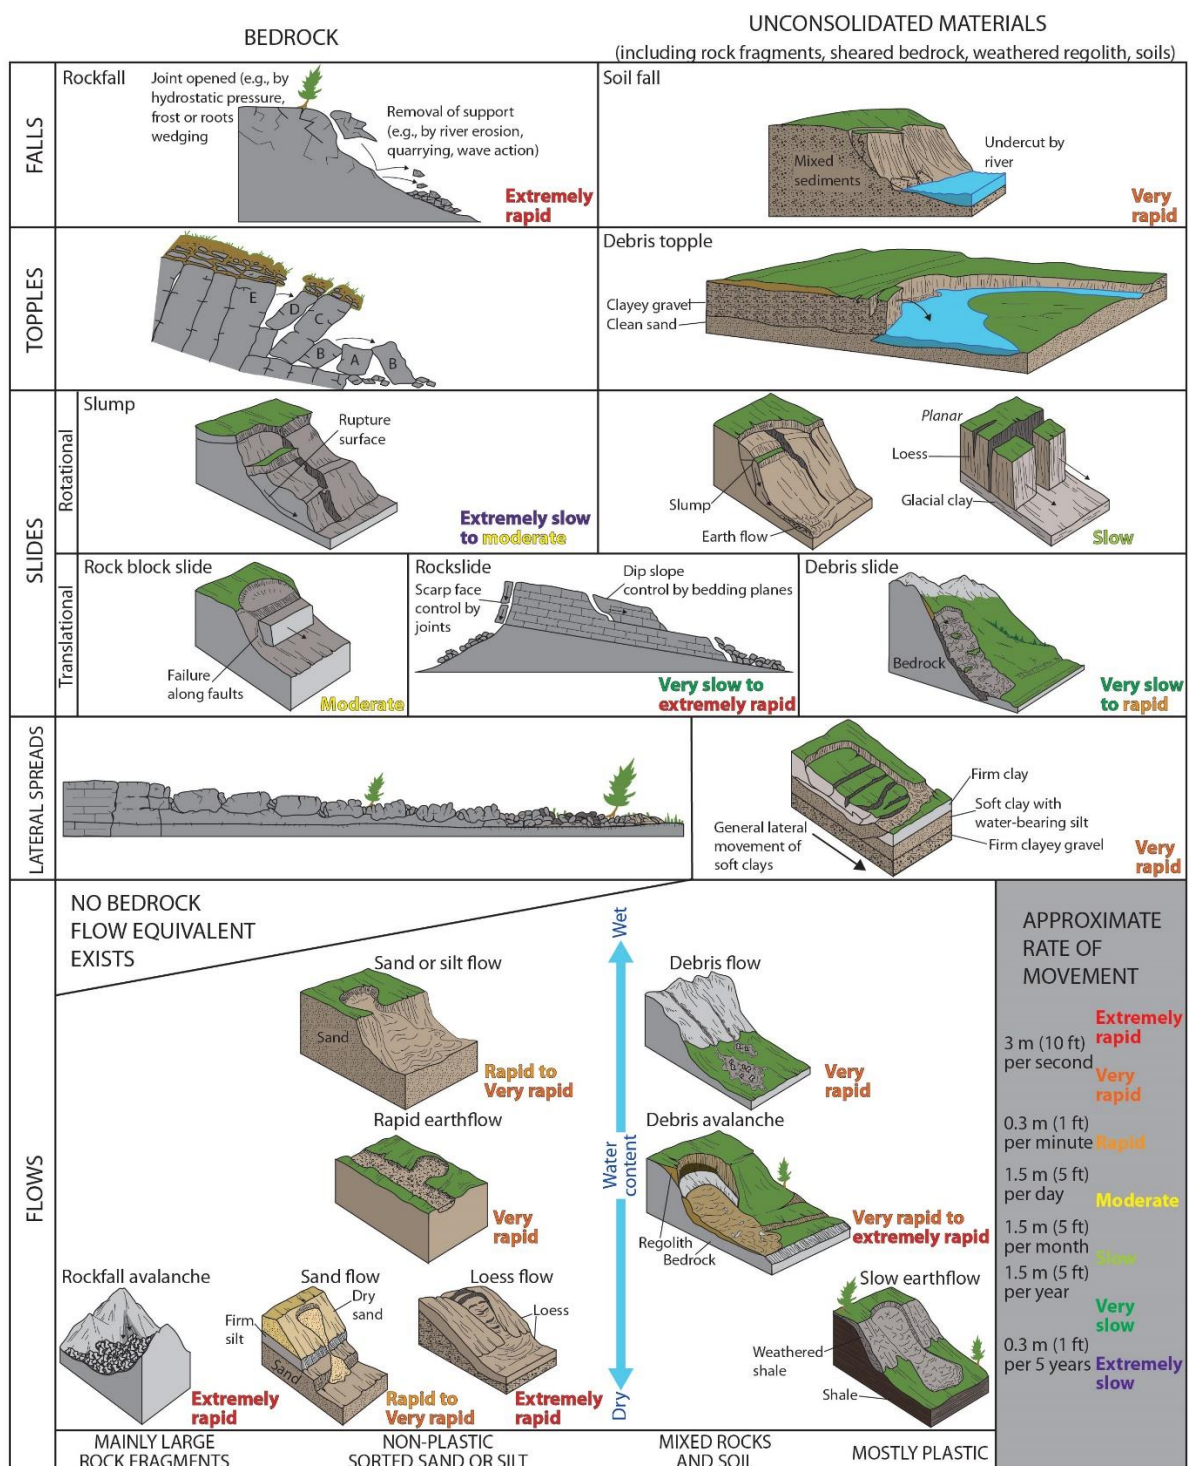 BEDROCK
UNCONSOLIDATED MATERIALS
(including rock fragments, sheared bedrock, weathered regolith, soils)
FALLS
Rockfall
Joint opened (e.g., by
hydrostatic pressure,
frost or roots
wedging
Removal of support
(e.g., by river erosion,
quarrying, wave action)
Extremely
rapid
Soil fall
Mixed
sediments
Undercut by
river
Very
rapid
TOPPLES
E
D
C
B
A
B
Debris topple
Clayey gravel
Clean sand
SLIDES
Rotational
Slump
Rupture
surface
Extremely slow
to moderate
Slump
Earth flow
Planar
Loess
Glacial clay
Slow
Translational
Rock block slide
Failure
along faults
Moderate
Rockslide
Scarp face
control by
joints
Dip slope
control by bedding planes
Very slow to
extremely rapid
Debris slide
Bedrock
Very slow
to rapid
LATERAL SPREADS
General lateral
movement of
soft clays
Firm clay
Soft clay with
water-bearing silt
Firm clayey gravel
Very
rapid
FLOWS
NO BEDROCK
FLOW EQUIVALENT
EXISTS
Sand or silt flow
Sand
Rapid to
Very rapid
Rapid earthflow
Very
rapid
Rockfall avalanche
Extremely
rapid
Sand flow
Dry
sand
Firm
silt
Sand
Rapid to
Very rapid
Loess flow
Loess
Extremely
rapid
Wet
Water
content
Dry
Debris flow
Very
rapid
Debris avalanche
Regolith
Bedrock
Very rapid to
extremely rapid
Slow earthflow
Weathered
shale
Shale
APPROXIMATE
RATE OF
MOVEMENT
Extremely
rapid
3 m (10 ft)
per second
Very
rapid
0.3 m (1 ft)
per minute
Rapid
1.5 m (5 ft)
per day
Moderate
1.5 m (5 ft)
per month
Slow
1.5 m (5 ft)
per year
Very
slow
0.3 m (1 ft)
per 5 years
Extremely
slow
MAINLY LARGE
ROCK FRAGMENTS
NON-PLASTIC
SORTED SAND OR SILT
MIXED ROCKS
AND SOIL
MOSTLY PLASTIC